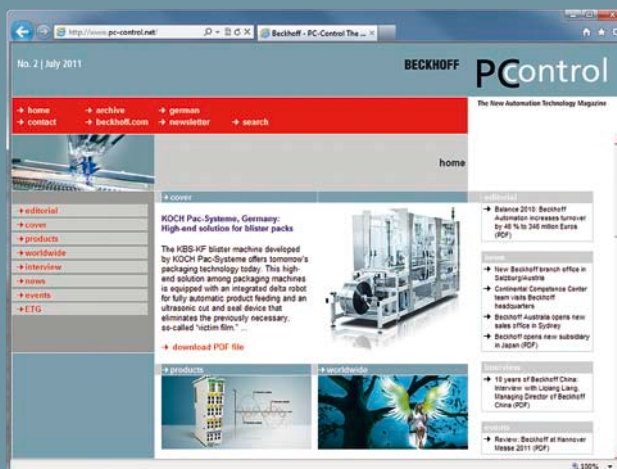 http://www.pc-control.net/
Beckhoff - PC-Control The ...
No. 2 | July 2011
BECKHOFF
PCcontrol
The New Automation Technology Magazine
→ home → archive → german
→ contact → beckhoff.com → newsletter → search
home
→ editorial
→ cover
→ products
→ worldwide
→ interview
→ news
→ events
→ ETG
→ cover
KOCH Pac-Systeme, Germany:
High-end solution for blister packs
The KBS-KF blister machine developed
by KOCH Pac-Systeme offers tomorrow's
packaging technology today. This high-
end solution among packaging machines
is equipped with an integrated delta robot
for fully automatic product feeding and an
ultrasonic cut and seal device that
eliminates the previously necessary,
so-called "victim film." ...
→ download PDF file
→ products
→ worldwide
editorial
→ Balance 2010: Beckhoff
Automation increases turnover
by 46 % to 346 million Euros
(PDF)
news
→ New Beckhoff branch office in
Salzburg/Austria
→ Continental Competence Center
team visits Beckhoff
headquarters
→ Beckhoff Australia opens new
sales office in Sydney
→ Beckhoff opens new subsidiary
in Japan (PDF)
interview
→ 10 years of Beckhoff China:
Interview with Liqiang Liang,
Managing Director of Beckhoff
China (PDF)
events
→ Review: Beckhoff at Hannover
Messe 2011 (PDF)
100%